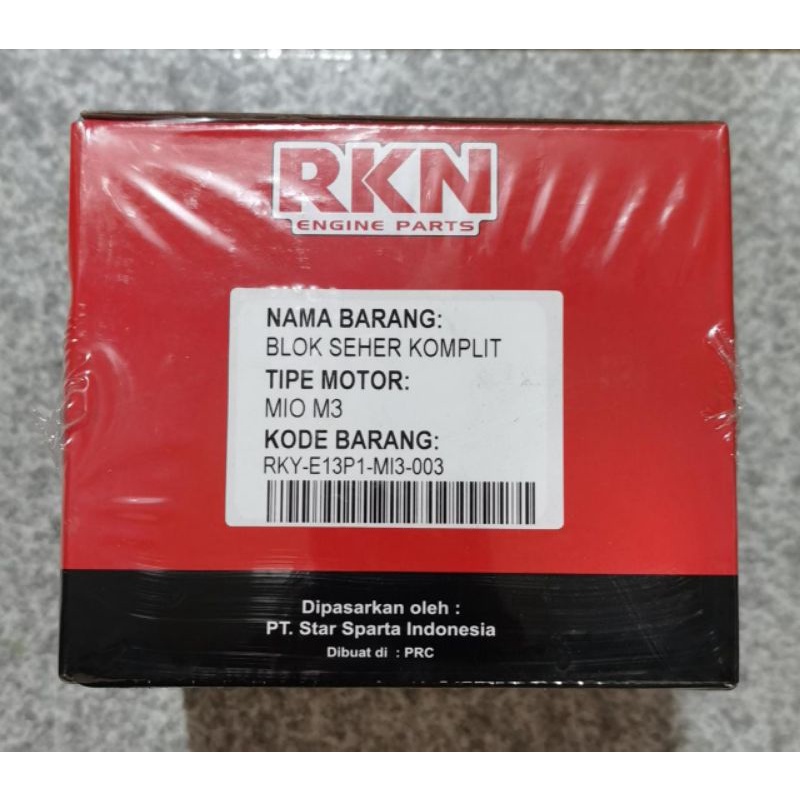 RKN
ENGINE PARTS
NAMA BARANG:
BLOK SEHER KOMPLIT
TIPE MOTOR:
MIO M3
KODE BARANG:
RKY-E13P1-MI3-003
Dipasarkan oleh :
PT. Star Sparta Indonesia
Dibuat di : PRC